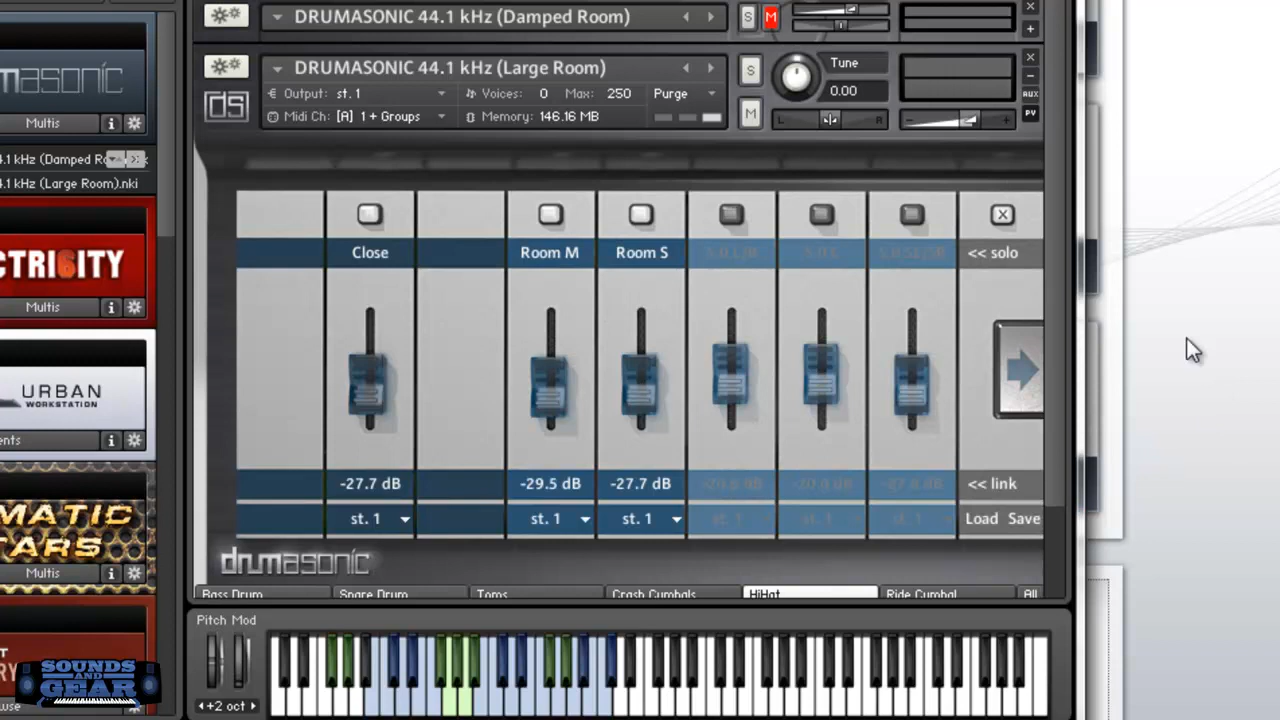 DRUMASONIC 44.1 kHz (Damped Room)
S M
DRUMASONIC 44.1 kHz (Large Room)
S
Tune
0.00
Output: st. 1
Voices: 0 Max: 250
Purge
AUX
Midi Ch: [A] 1 + Groups
Memory: 146.16 MB
M
L R
PV
ds
masonic
Multis
4.1 kHz (Damped Ro
4.1 kHz (Large Room).nki
CTRI6ITY
Multis
URBAN
WORKSTATION
ents
MATIC
TARS
Multis
Close
Room M
Room S
S.O.C
<< solo
-27.7 dB
-29.5 dB
-27.7 dB
<< link
st. 1
st. 1
st. 1
Load Save
drumasonic
Bass Drum
Snare Drum
Toms
Crash Cymbals
HiHat
Ride Cymbal
All
Pitch Mod
+2 oct
SOUNDS
AND
GEAR